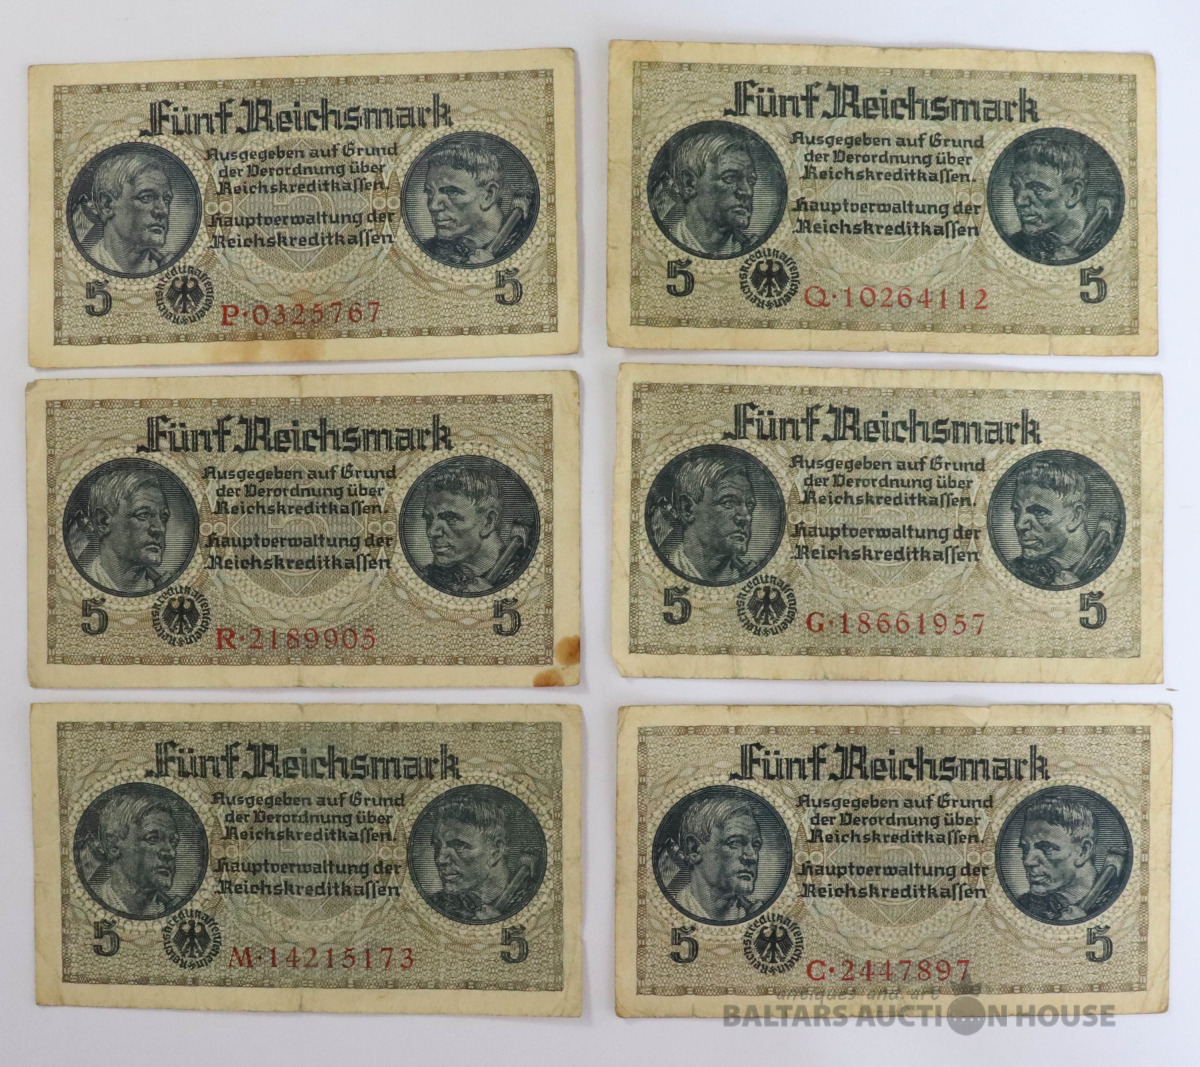 Fünf Reichsmark
Ausgegeben auf Grund
der Verordnung über
Reichskreditkassen.
Hauptverwaltung der
Reichskreditkassen
5
5
Reichskreditkassenschein
P·0325767
Fünf Reichsmark
Ausgegeben auf Grund
der Verordnung über
Reichskreditkassen.
Hauptverwaltung der
Reichskreditkassen
5
5
Q·10264112
Fünf Reichsmark
Ausgegeben auf Grund
der Verordnung über
Reichskreditkassen.
Hauptverwaltung der
Reichskreditkassen
5
5
R·2189905
Fünf Reichsmark
Ausgegeben auf Grund
der Verordnung über
Reichskreditkassen.
Hauptverwaltung der
Reichskreditkassen
5
5
G·18661957
Fünf Reichsmark
Ausgegeben auf Grund
der Verordnung über
Reichskreditkassen.
Hauptverwaltung der
Reichskreditkassen
5
5
M·14215173
Fünf Reichsmark
Ausgegeben auf Grund
der Verordnung über
Reichskreditkassen.
Hauptverwaltung der
Reichskreditkassen
5
5
C·2447897
antiques and art
BALTARS AUCTION HOUSE